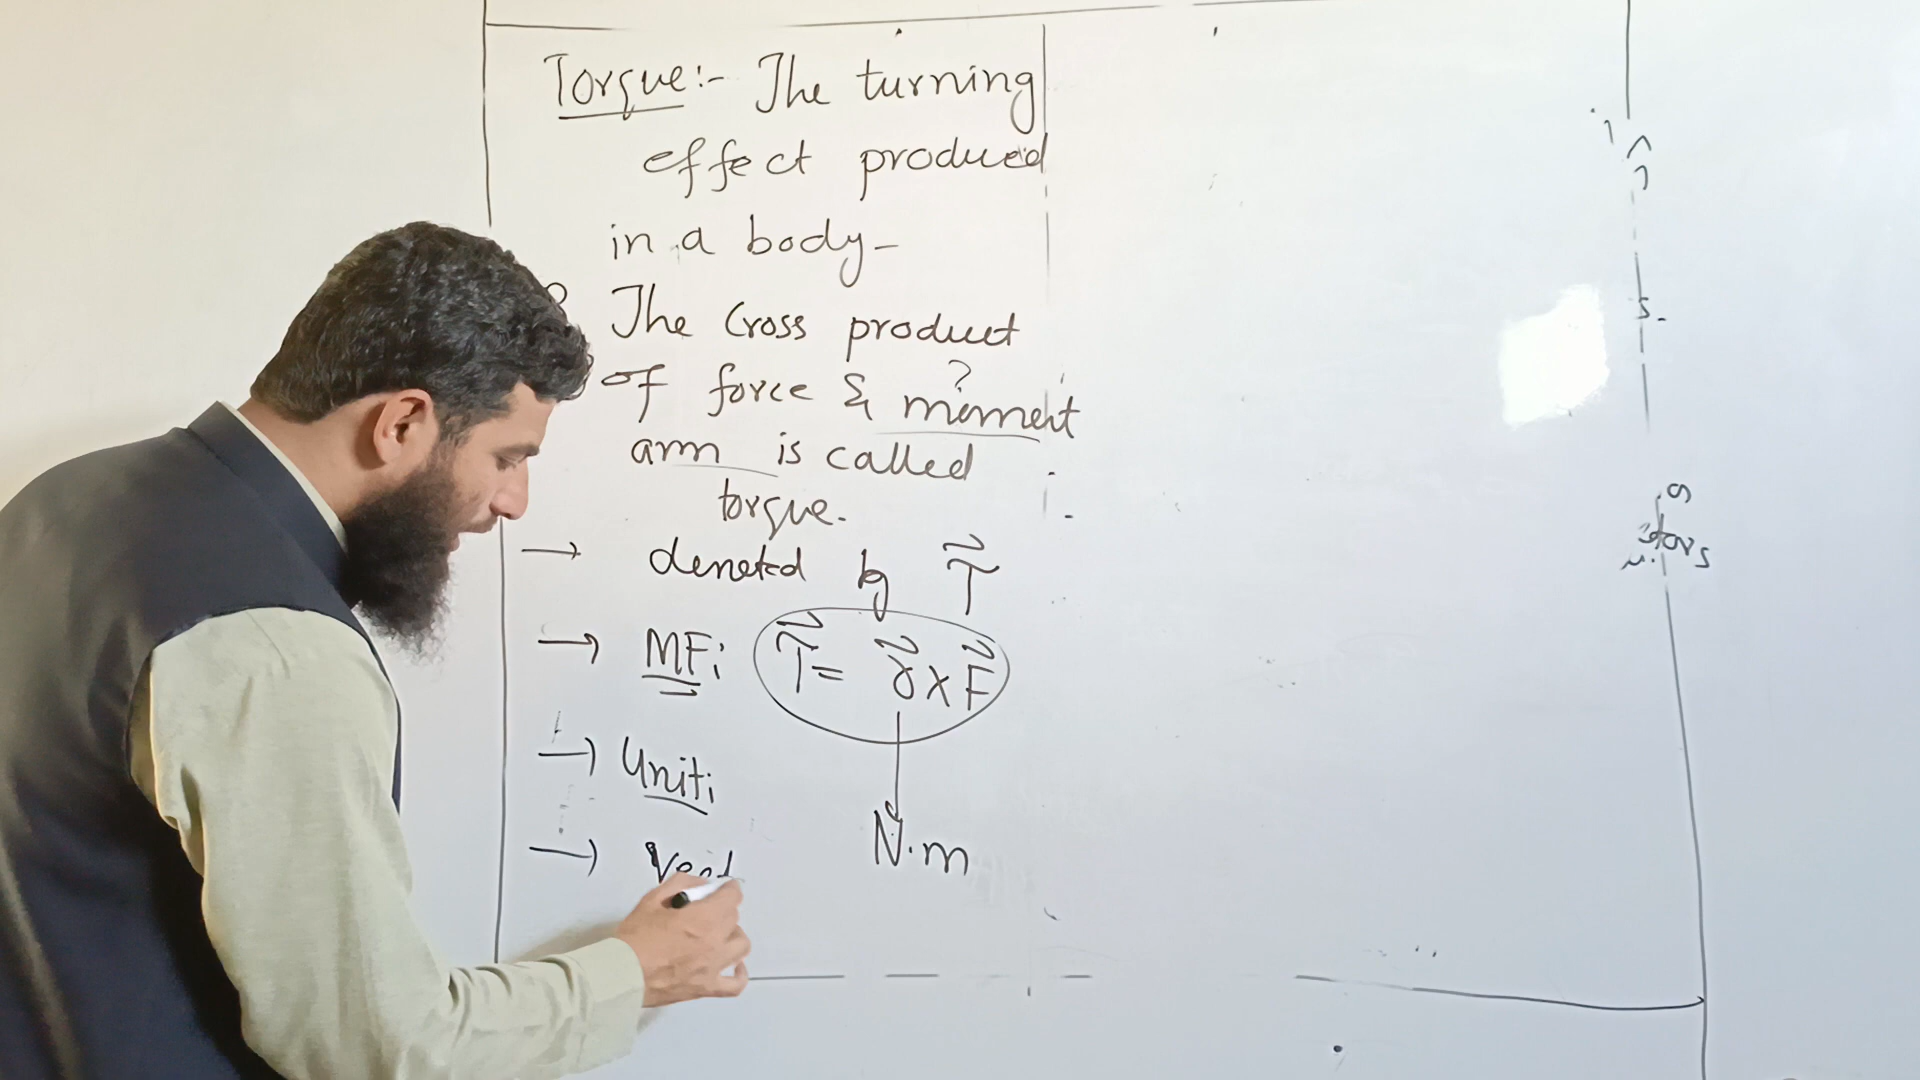 Torque:- The turning
effect produced
in a body-
The Cross product
of force & moment
?
arm is called
torque.
→ denoted by τ⃗
→ MF; τ⃗ = r⃗ x F⃗
→ Unit;
N.m
→ Vect